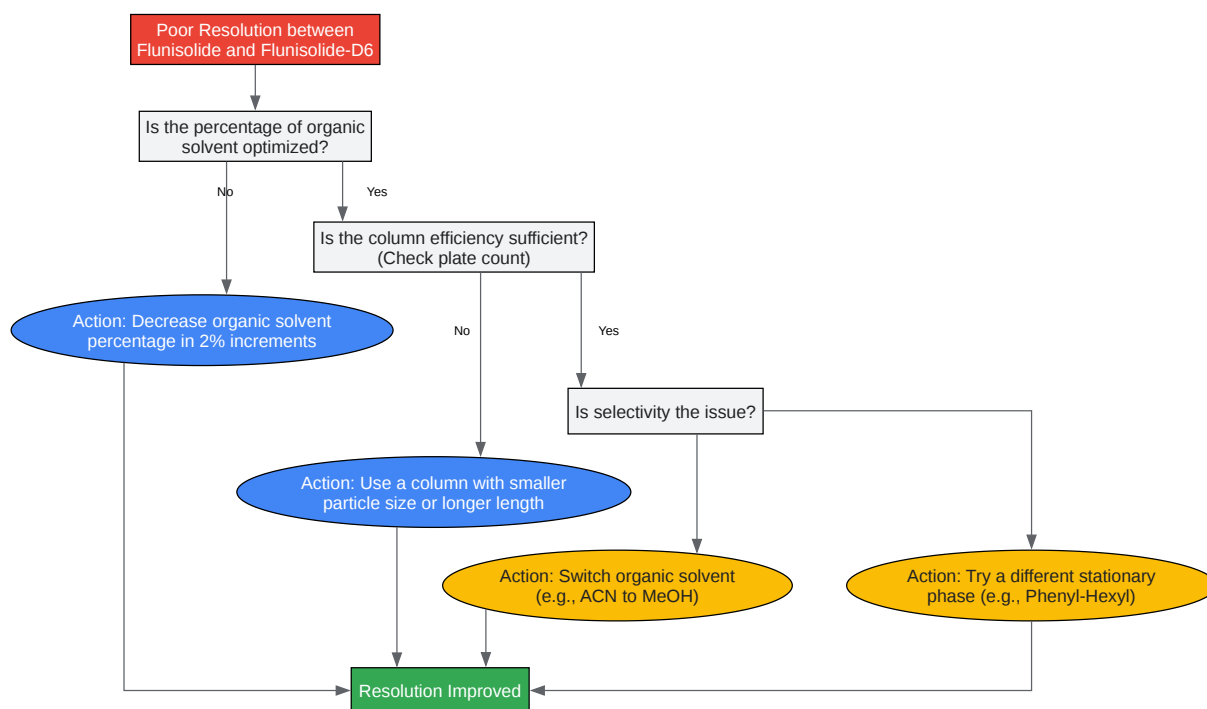 Poor Resolution between
Flunisolide and Flunisolide-D6
Is the percentage of organic
solvent optimized?
No
Yes
Is the column efficiency sufficient?
(Check plate count)
Action: Decrease organic solvent
percentage in 2% increments
No
Yes
Is selectivity the issue?
Action: Use a column with smaller
particle size or longer length
Action: Switch organic solvent
(e.g., ACN to MeOH)
Action: Try a different stationary
phase (e.g., Phenyl-Hexyl)
Resolution Improved